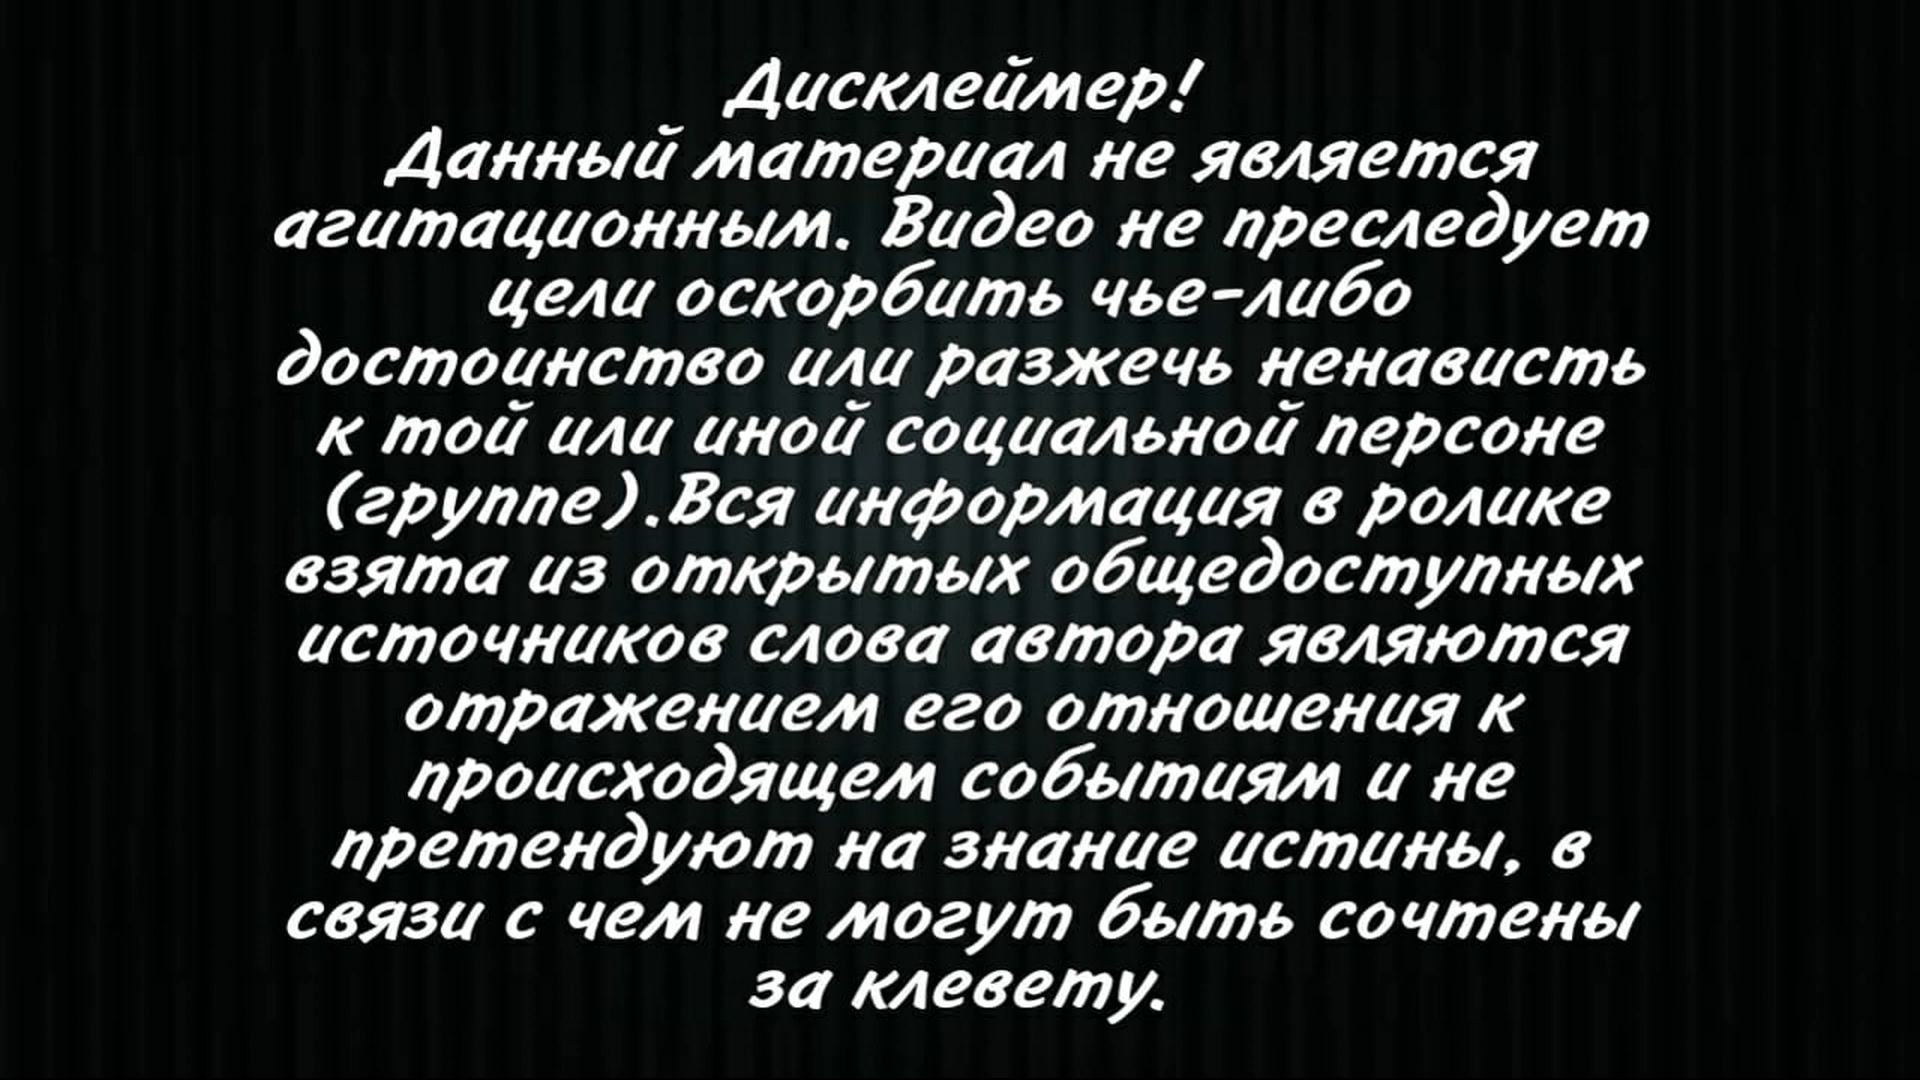 Дисклеймер!
Данный материал не является
агитационным. Видео не преследует
цели оскорбить чье-либо
достоинство или разжечь ненависть
к той или иной социальной персоне
(группе).Вся информация в ролике
взята из открытых общедоступных
источников слова автора являются
отражением его отношения к
происходящем событиям и не
претендуют на знание истины, в
связи с чем не могут быть сочтены
за клевету.